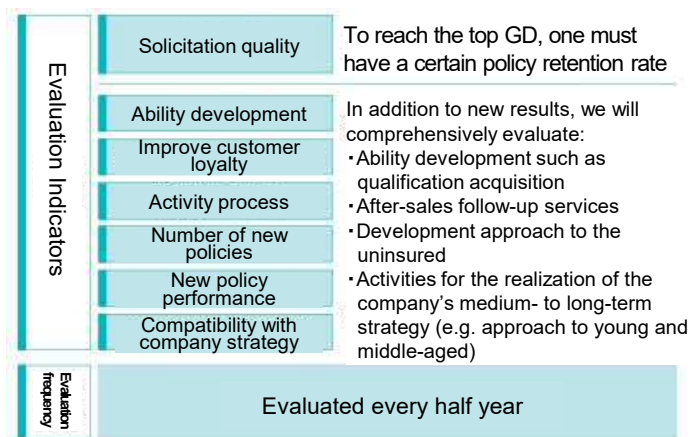 Evaluation Indicators
Solicitation quality
To reach the top GD, one must
have a certain policy retention rate
Ability development
Improve customer
loyalty
Activity process
Number of new
policies
New policy
performance
Compatibility with
company strategy
In addition to new results, we will
comprehensively evaluate:
・Ability development such as
qualification acquisition
・After-sales follow-up services
・Development approach to the
uninsured
・Activities for the realization of the
company’s medium- to long-term
strategy (e.g. approach to young and
middle-aged)
Evaluation
frequency
Evaluated every half year